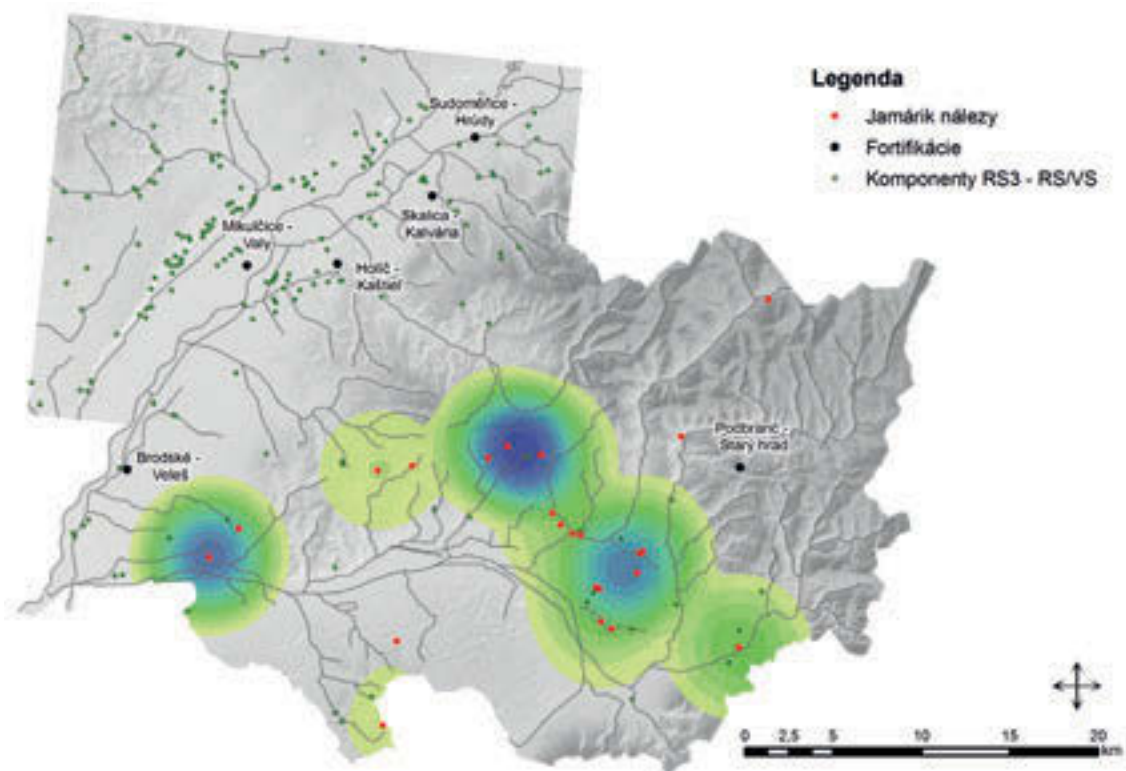 Legenda
Jamárik nálezy
Fortifikácie
Komponenty RS3 - RS/VS
Sudoměřice -
Hrúdy
Skalica -
Kalvária
Mikulčice -
Valy
Holíč -
Kaštieľ
Podbranč -
Starý hrad
Brodské -
Veleš
0 2,5 5 10 15 20
km